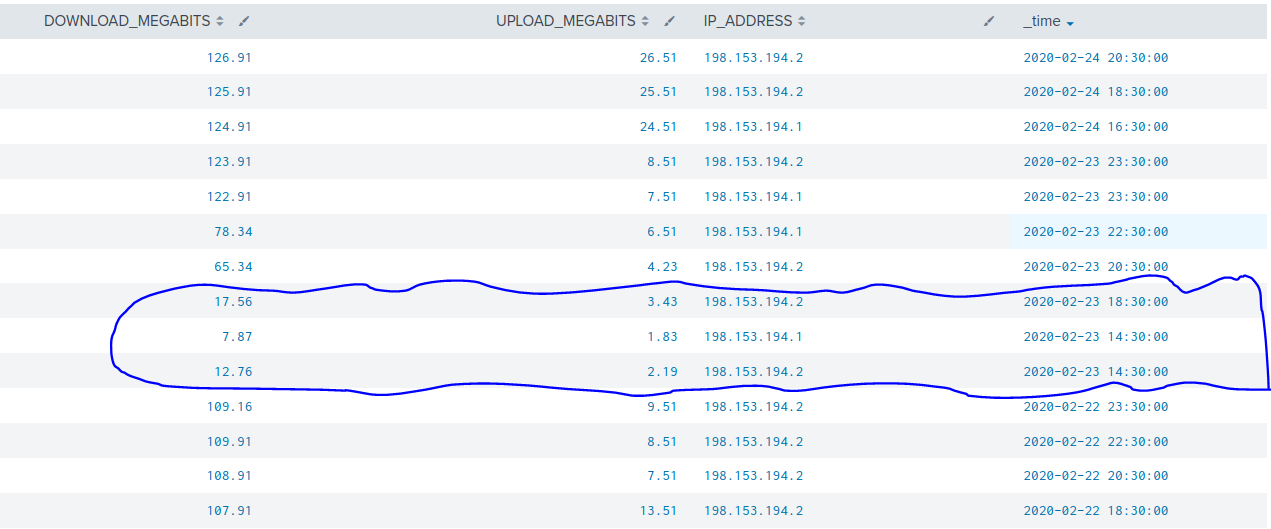 DOWNLOAD_MEGABITS UPLOAD_MEGABITS IP_ADDRESS _time
126.91 26.51 198.153.194.2 2020-02-24 20:30:00
125.91 25.51 198.153.194.2 2020-02-24 18:30:00
124.91 24.51 198.153.194.1 2020-02-24 16:30:00
123.91 8.51 198.153.194.2 2020-02-23 23:30:00
122.91 7.51 198.153.194.1 2020-02-23 23:30:00
78.34 6.51 198.153.194.1 2020-02-23 22:30:00
65.34 4.23 198.153.194.2 2020-02-23 20:30:00
17.56 3.43 198.153.194.2 2020-02-23 18:30:00
7.87 1.83 198.153.194.1 2020-02-23 14:30:00
12.76 2.19 198.153.194.2 2020-02-23 14:30:00
109.16 9.51 198.153.194.2 2020-02-22 23:30:00
109.91 8.51 198.153.194.2 2020-02-22 22:30:00
108.91 7.51 198.153.194.2 2020-02-22 20:30:00
107.91 13.51 198.153.194.2 2020-02-22 18:30:00